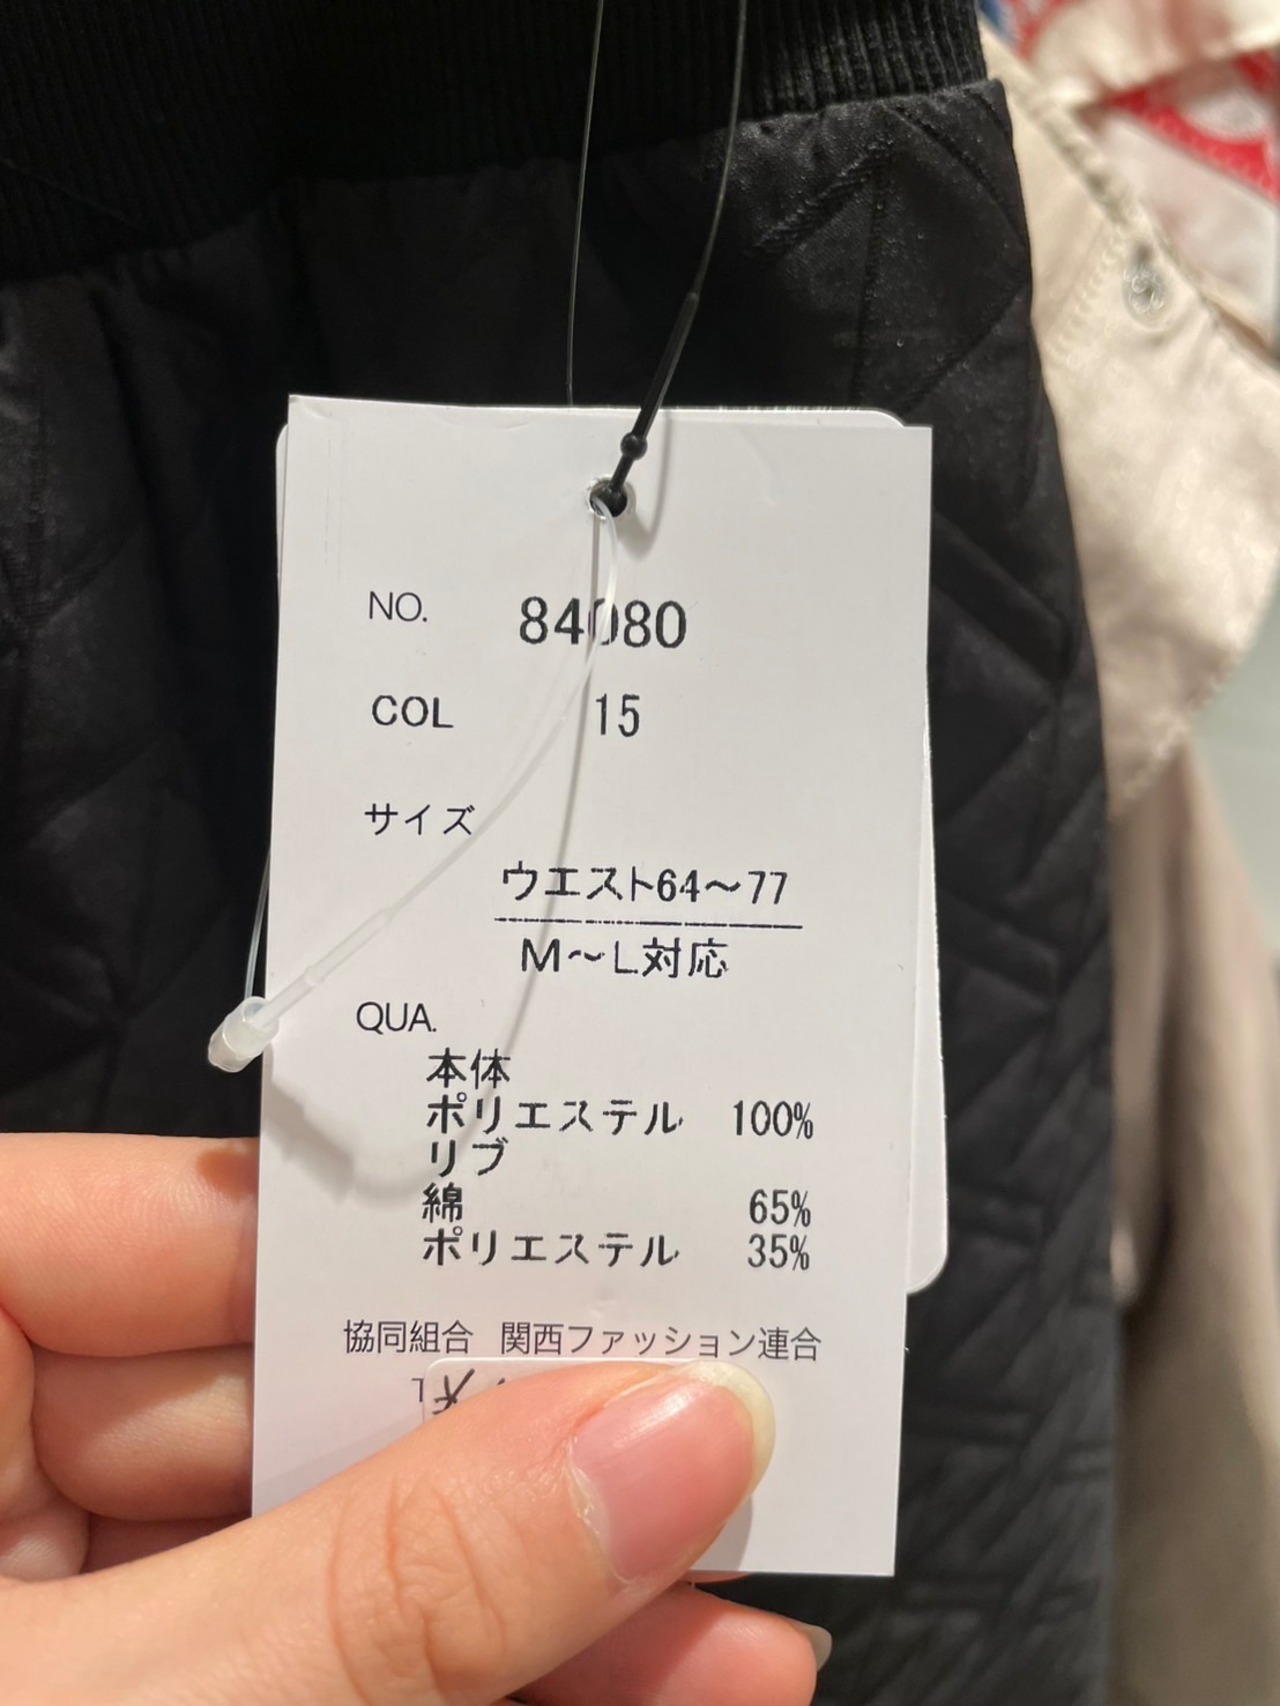 NO. 84080
COL 15
サイズ
ウエスト64～77
M～L対応
QUA.
本体
ポリエステル 100%
リブ
綿 65%
ポリエステル 35%
協同組合 関西ファッション連合
¥